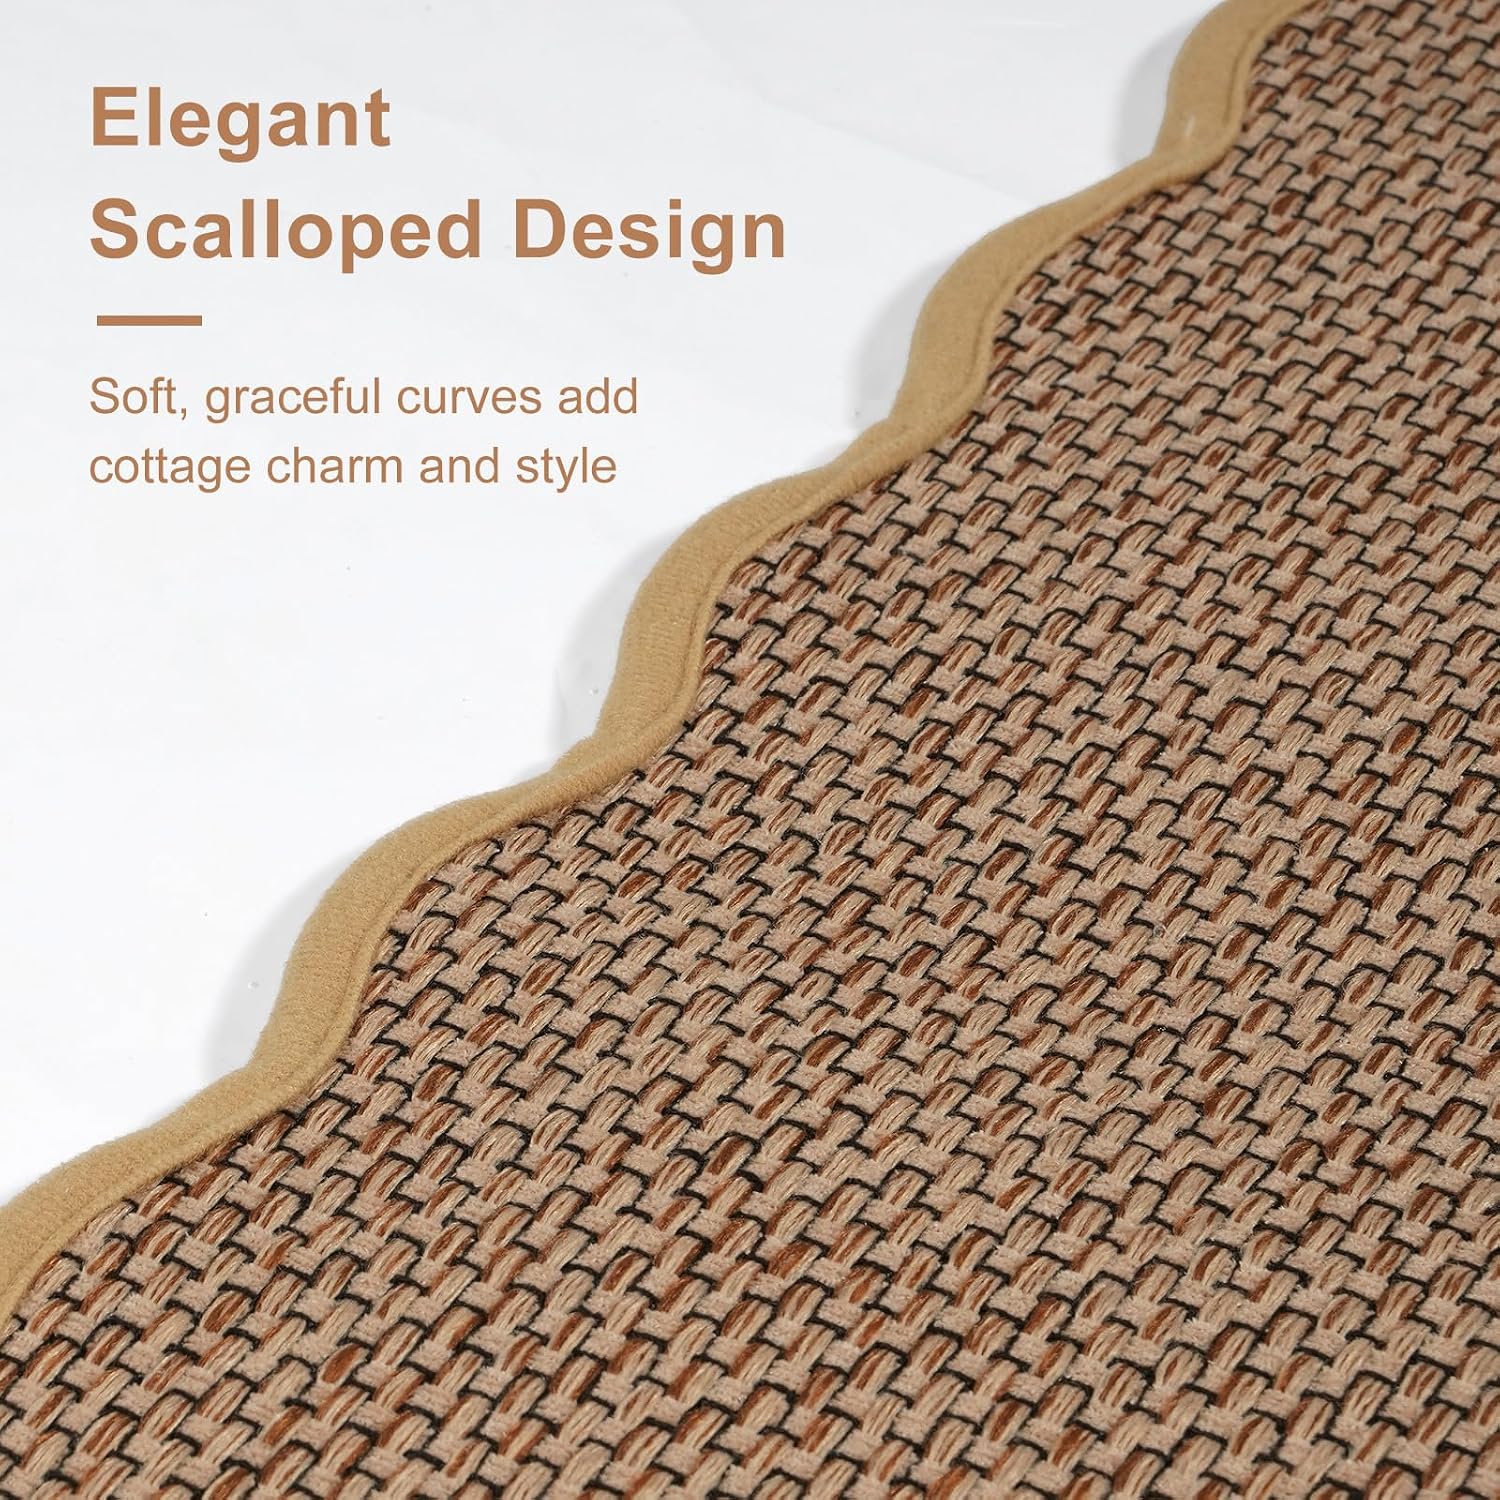 Elegant
Scalloped Design
Soft, graceful curves add
cottage charm and style